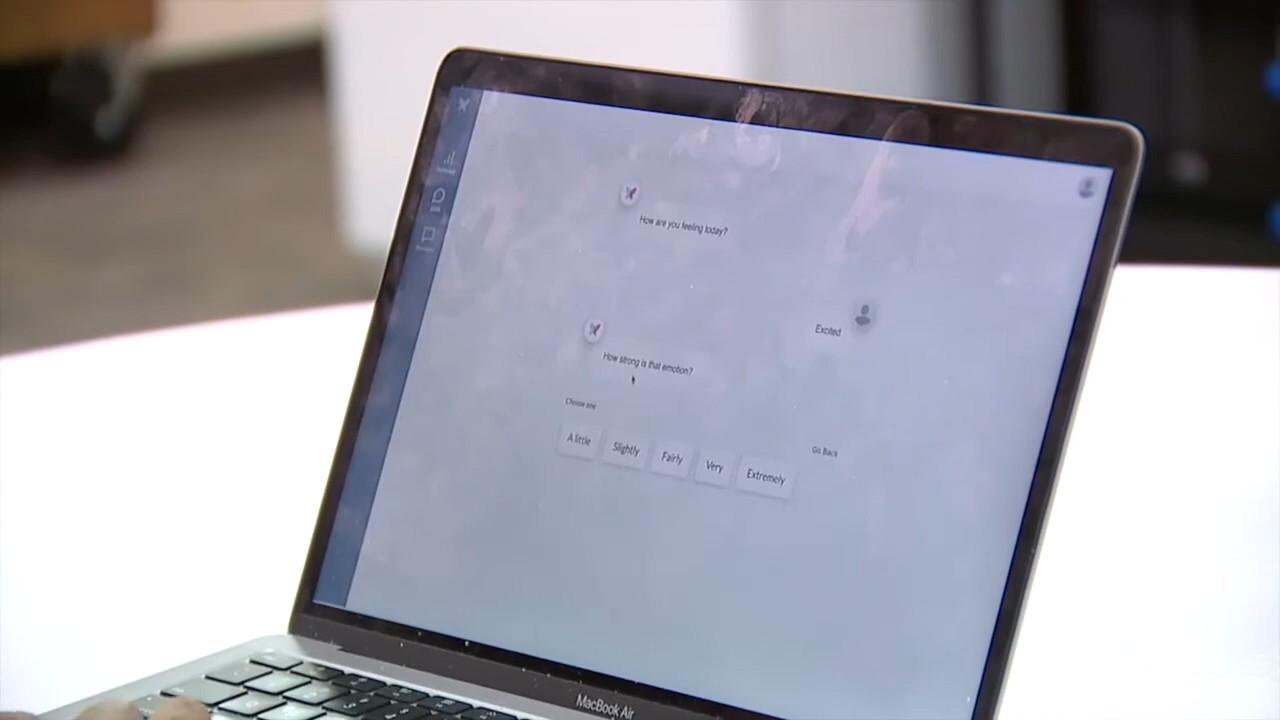 How are you feeling today?
Excited
How strong is that emotion?
Choose one
A little
Slightly
Fairly
Very
Extremely
Go Back
MacBook Air